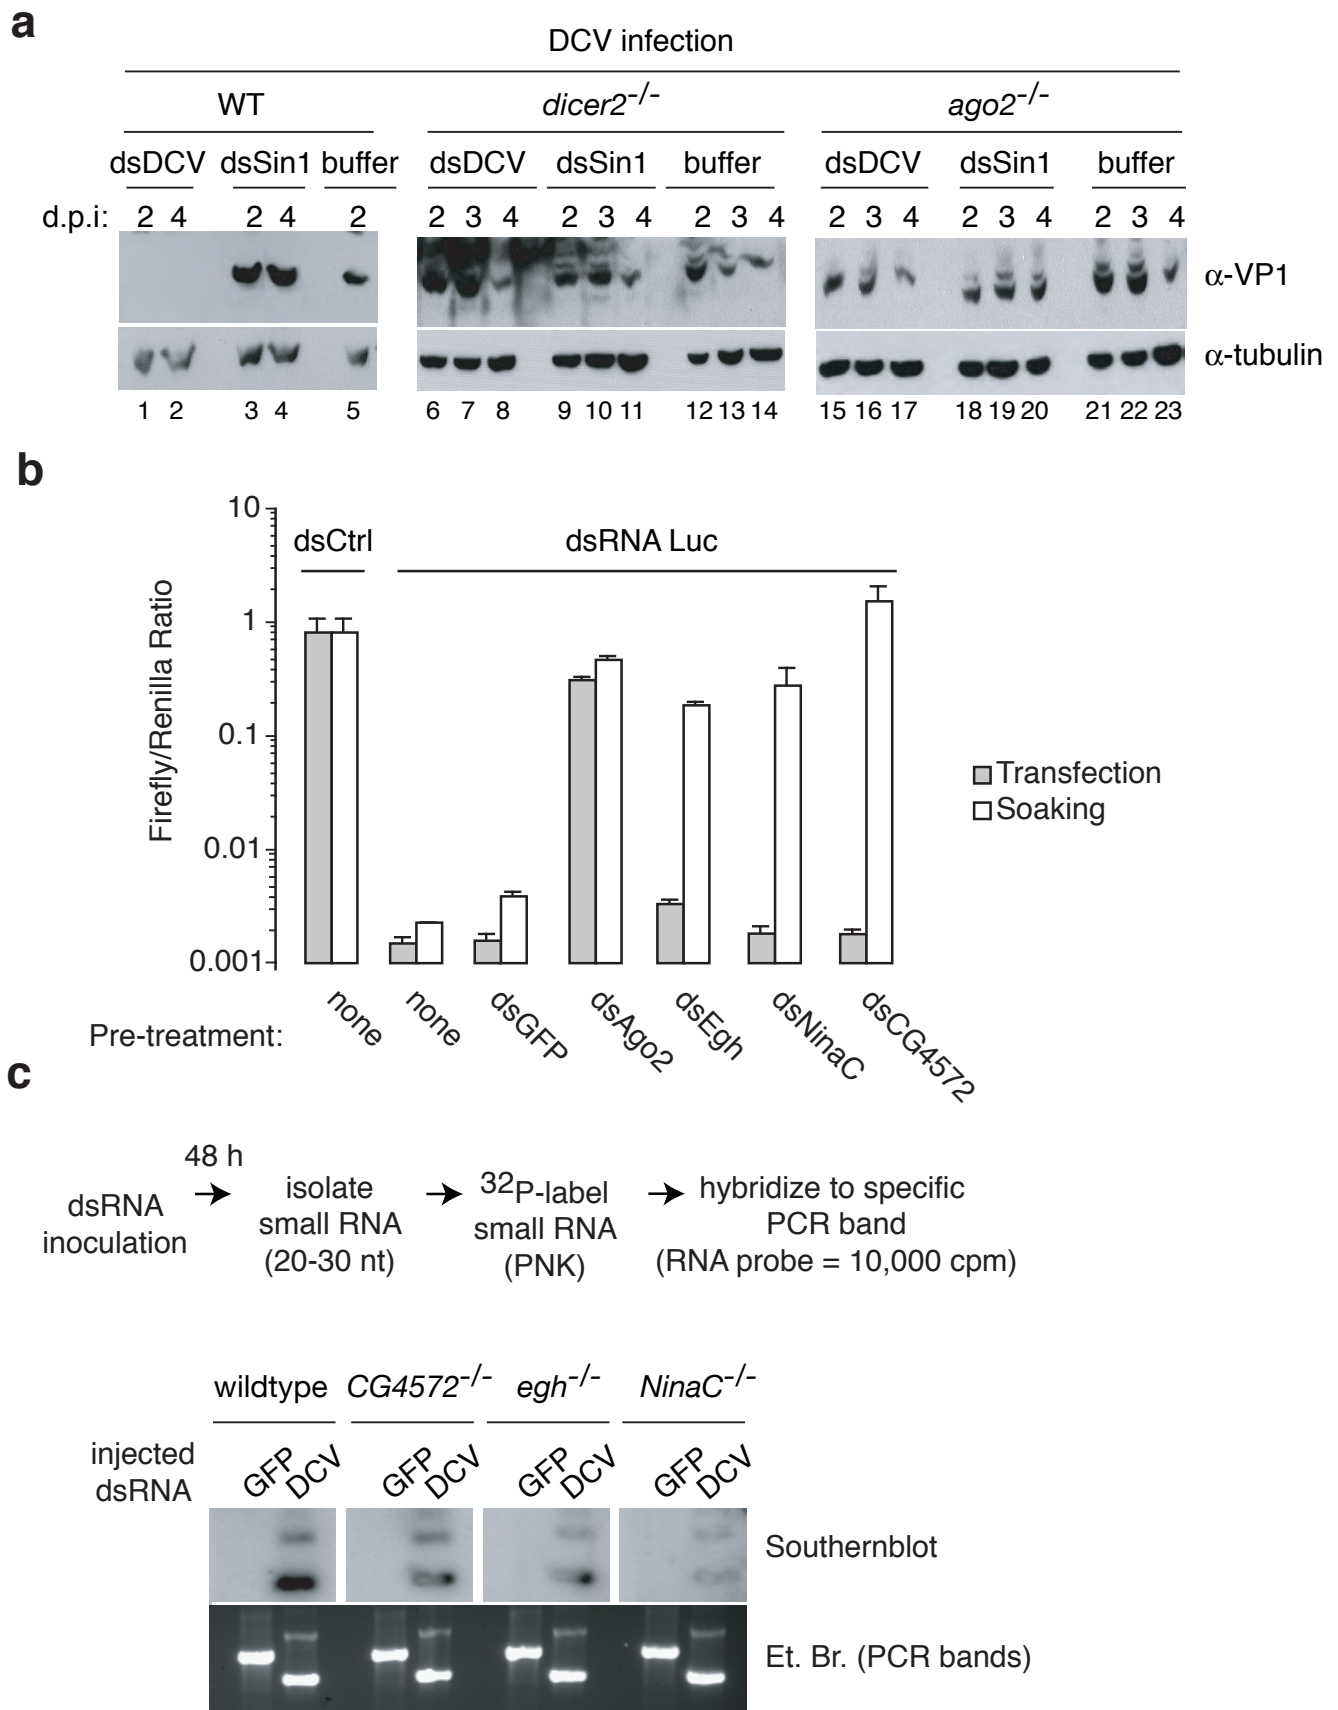 a
DCV infection
WT dicer2-/- ago2-/-
dsDCV dsSin1 buffer dsDCV dsSin1 buffer dsDCV dsSin1 buffer
d.p.i: 2 4 2 4 2 2 3 4 2 3 4 2 3 4 2 3 4 2 3 4 2 3 4
α-VP1
α-tubulin
1 2 3 4 5 6 7 8 9 10 11 12 13 14 15 16 17 18 19 20 21 22 23
b
10
dsCtrl dsRNA Luc
1
0.1
0.01
0.001
Firefly/Renilla Ratio
Transfection
Soaking
Pre-treatment: none none dsGFP dsAgo2 dsEgh dsNinaC dsCG4572
c
48 h
dsRNA
inoculation
isolate
small RNA
(20-30 nt)
32P-label
small RNA
(PNK)
hybridize to specific
PCR band
(RNA probe = 10,000 cpm)
wildtype CG4572-/- egh-/- NinaC-/-
injected
dsRNA
GFP DCV GFP DCV GFP DCV GFP DCV
Southernblot
Et. Br. (PCR bands)